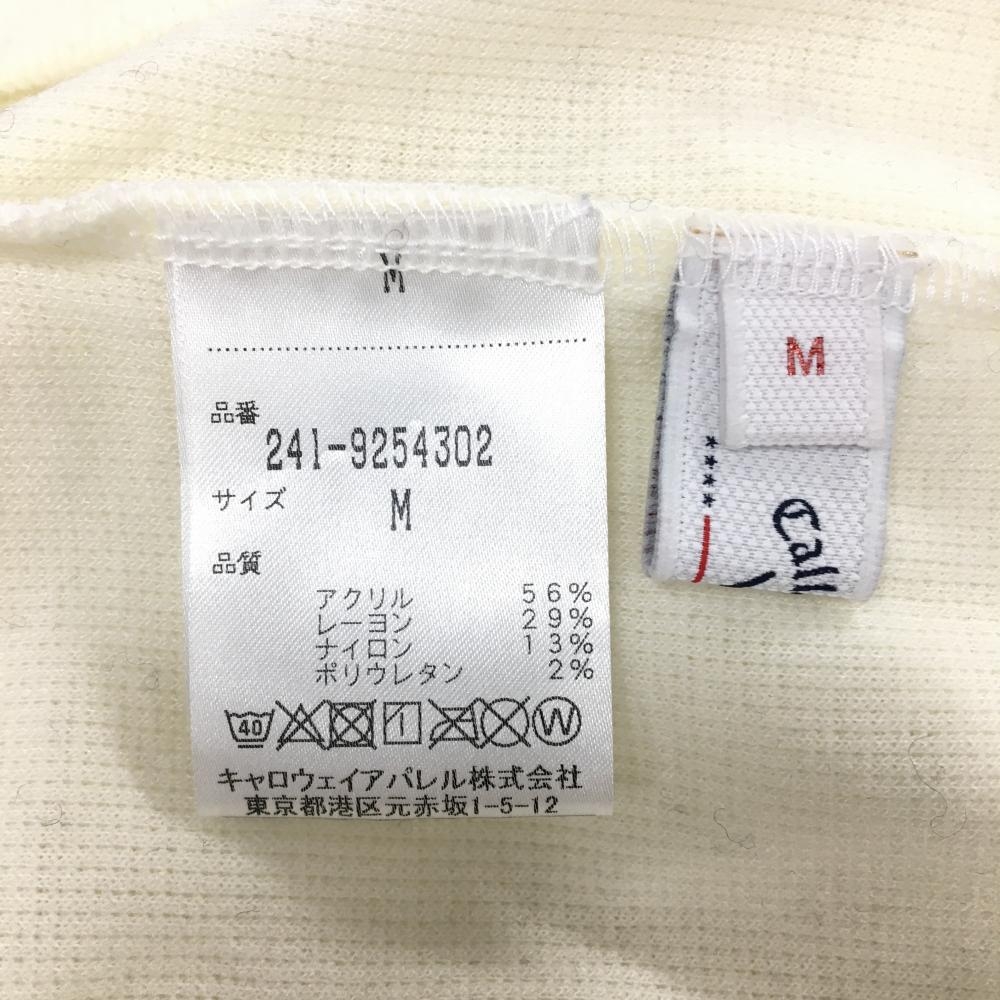 M
品番
241-9254302
サイズ M
品質
アクリル 56%
レーヨン 29%
ナイロン 13%
ポリウレタン 2%
40 W
キャロウェイアパレル株式会社
東京都港区元赤坂1-5-12
M
Call